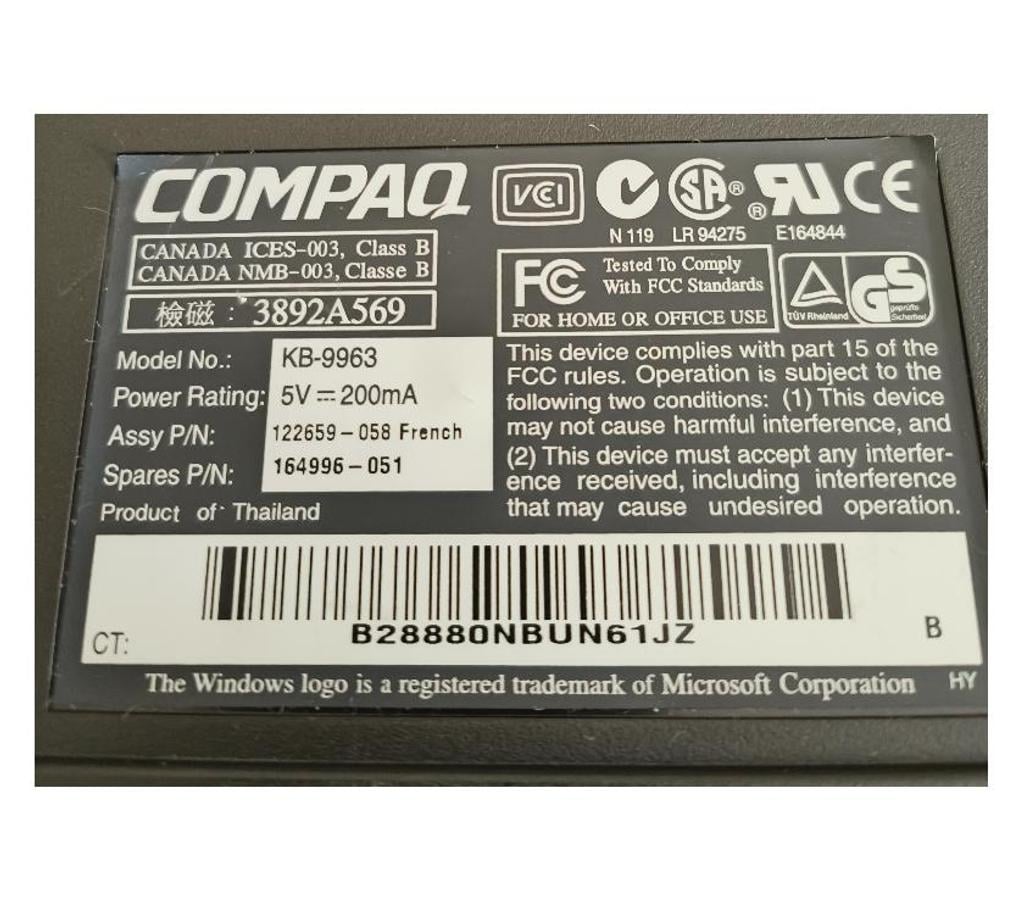 COMPAQ
VCI
SA® ® RU CE
N 119 LR 94275 E164844
CANADA ICES-003, Class B
CANADA NMB-003, Classe B
檢磁 : 3892A569
FC Tested To Comply
With FCC Standards
FOR HOME OR OFFICE USE
TÜV Rheinland
GS
geprüfte
Sicherheit
Model No.: KB-9963
Power Rating: 5V ⎓ 200mA
Assy P/N: 122659-058 French
Spares P/N: 164996-051
Product of Thailand
This device complies with part 15 of the
FCC rules. Operation is subject to the
following two conditions: (1) This device
may not cause harmful interference, and
(2) This device must accept any interfer-
ence received, including interference
that may cause undesired operation.
CT: B28880NBUN61JZ B
The Windows logo is a registered trademark of Microsoft Corporation HY